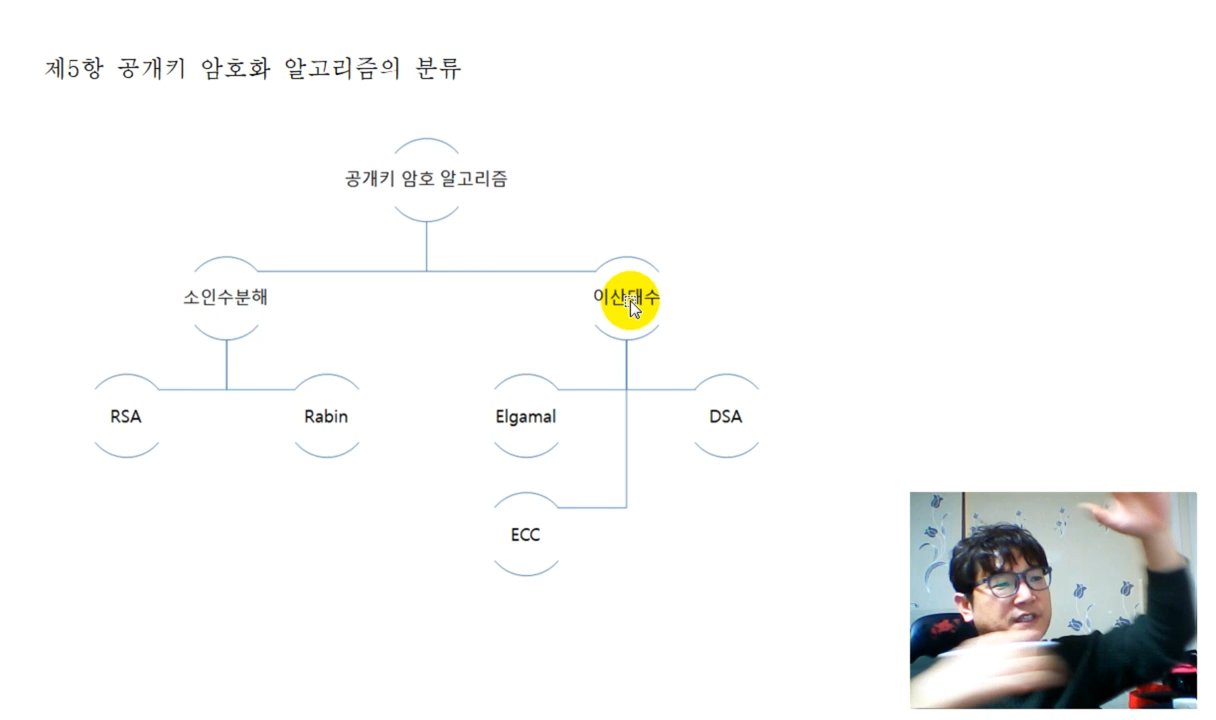 제5항 공개키 암호화 알고리즘의 분류
공개키 암호 알고리즘
소인수분해
이산대수
RSA
Rabin
Elgamal
DSA
ECC